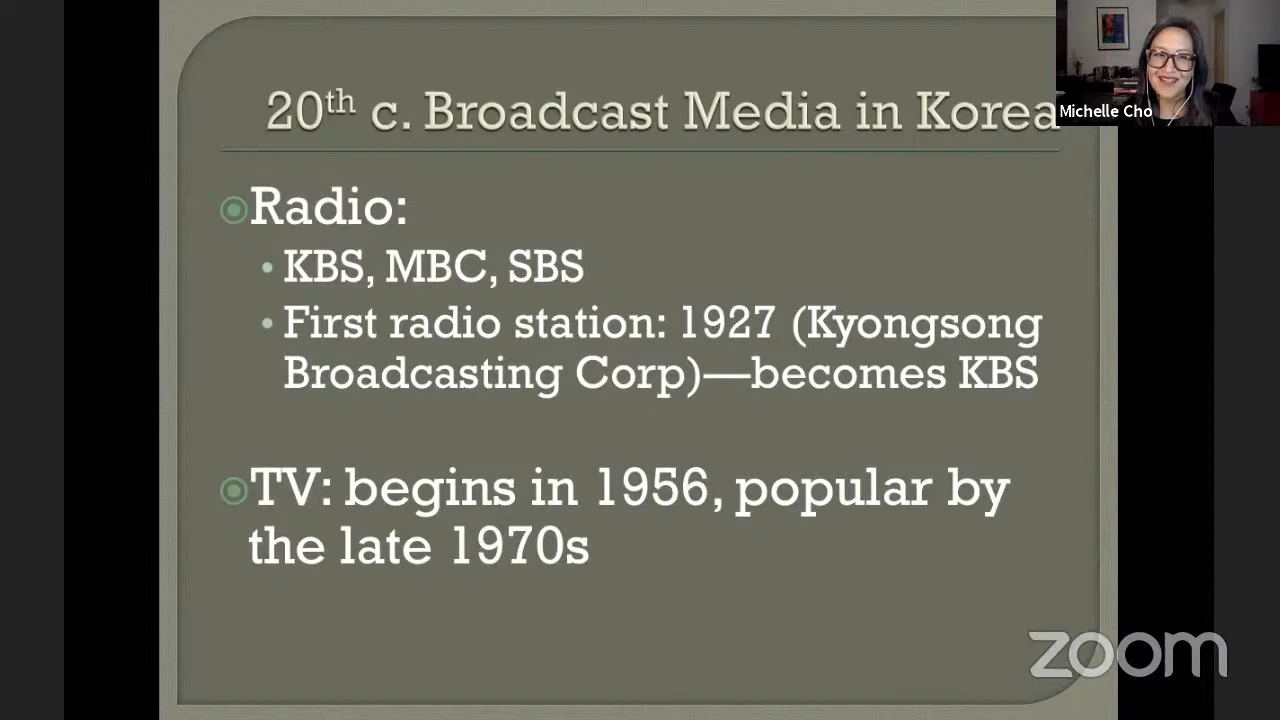 20th c. Broadcast Media in Korea
Michelle Cho
Radio:
• KBS, MBC, SBS
• First radio station: 1927 (Kyongsong
Broadcasting Corp)—becomes KBS
TV: begins in 1956, popular by
the late 1970s
zoom